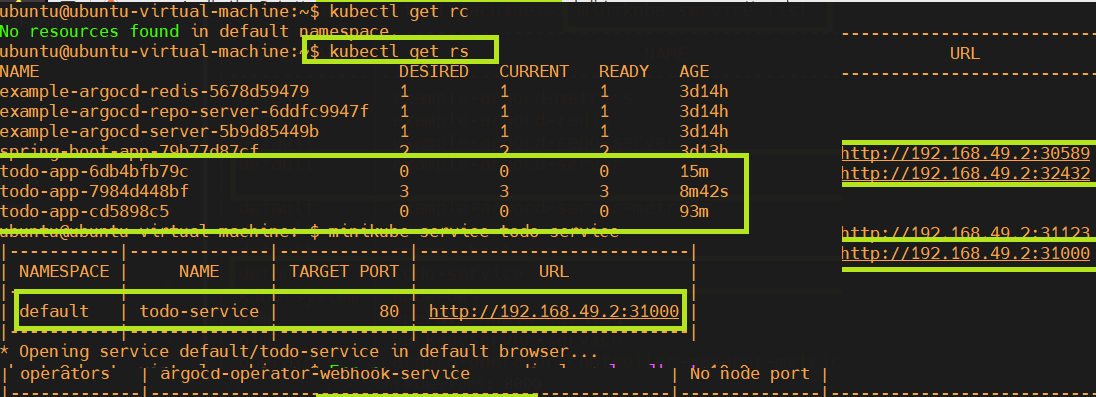 ubuntu@ubuntu-virtual-machine:~$ kubectl get rc
No resources found in default namespace.
ubuntu@ubuntu-virtual-machine:~$ kubectl get rs
NAME DESIRED CURRENT READY AGE
example-argocd-redis-5678d59479 1 1 1 3d14h
example-argocd-repo-server-6ddfc9947f 1 1 1 3d14h
example-argocd-server-5b9d85449b 1 1 1 3d14h
spring-boot-app-79b77d87cf 2 2 2 3d13h
todo-app-6db4bfb79c 0 0 0 15m
todo-app-7984d448bf 3 3 3 8m42s
todo-app-cd5898c5 0 0 0 93m
ubuntu@ubuntu-virtual-machine:~$ minikube service todo-service
|-----------|--------------|-------------|---------------------------|
| NAMESPACE | NAME | TARGET PORT | URL |
|-----------|--------------|-------------|---------------------------|
| default | todo-service | 80 | http://192.168.49.2:31000 |
|-----------|--------------|-------------|---------------------------|
* Opening service default/todo-service in default browser...
| operators | argocd-operator-webhook-service | No node port |
URL
http://192.168.49.2:30589
http://192.168.49.2:32432
http://192.168.49.2:31123
http://192.168.49.2:31000